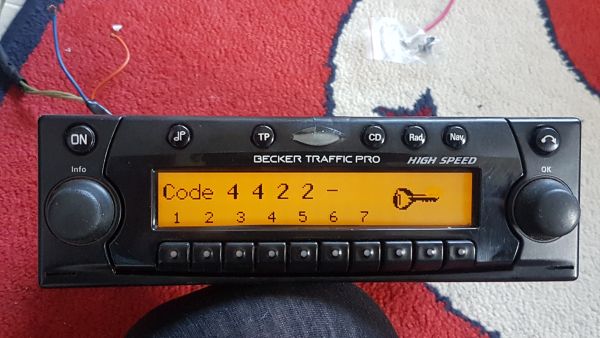 ON
TP
CD
Rad
Nav
BECKER TRAFFIC PRO
HIGH SPEED
Info
OK
Code 4 4 2 2 -
1 2 3 4 5 6 7